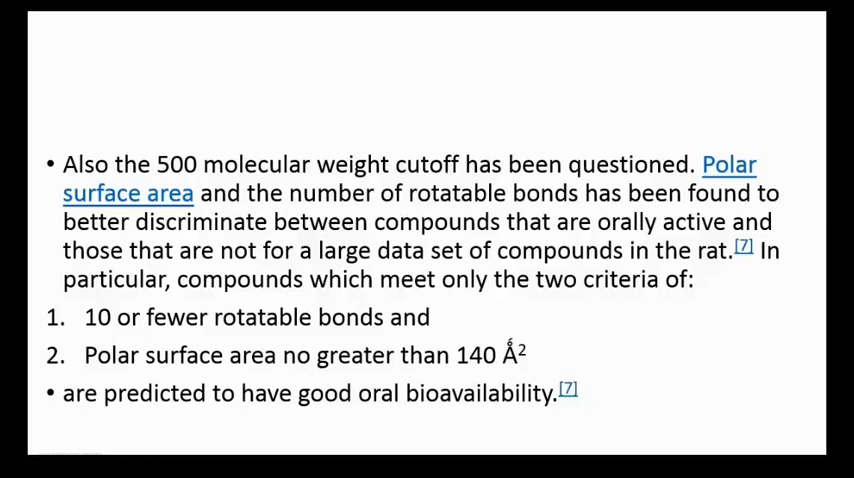 • Also the 500 molecular weight cutoff has been questioned. Polar
surface area and the number of rotatable bonds has been found to
better discriminate between compounds that are orally active and
those that are not for a large data set of compounds in the rat.[7] In
particular, compounds which meet only the two criteria of:
1. 10 or fewer rotatable bonds and
2. Polar surface area no greater than 140 Ǻ²
• are predicted to have good oral bioavailability.[7]